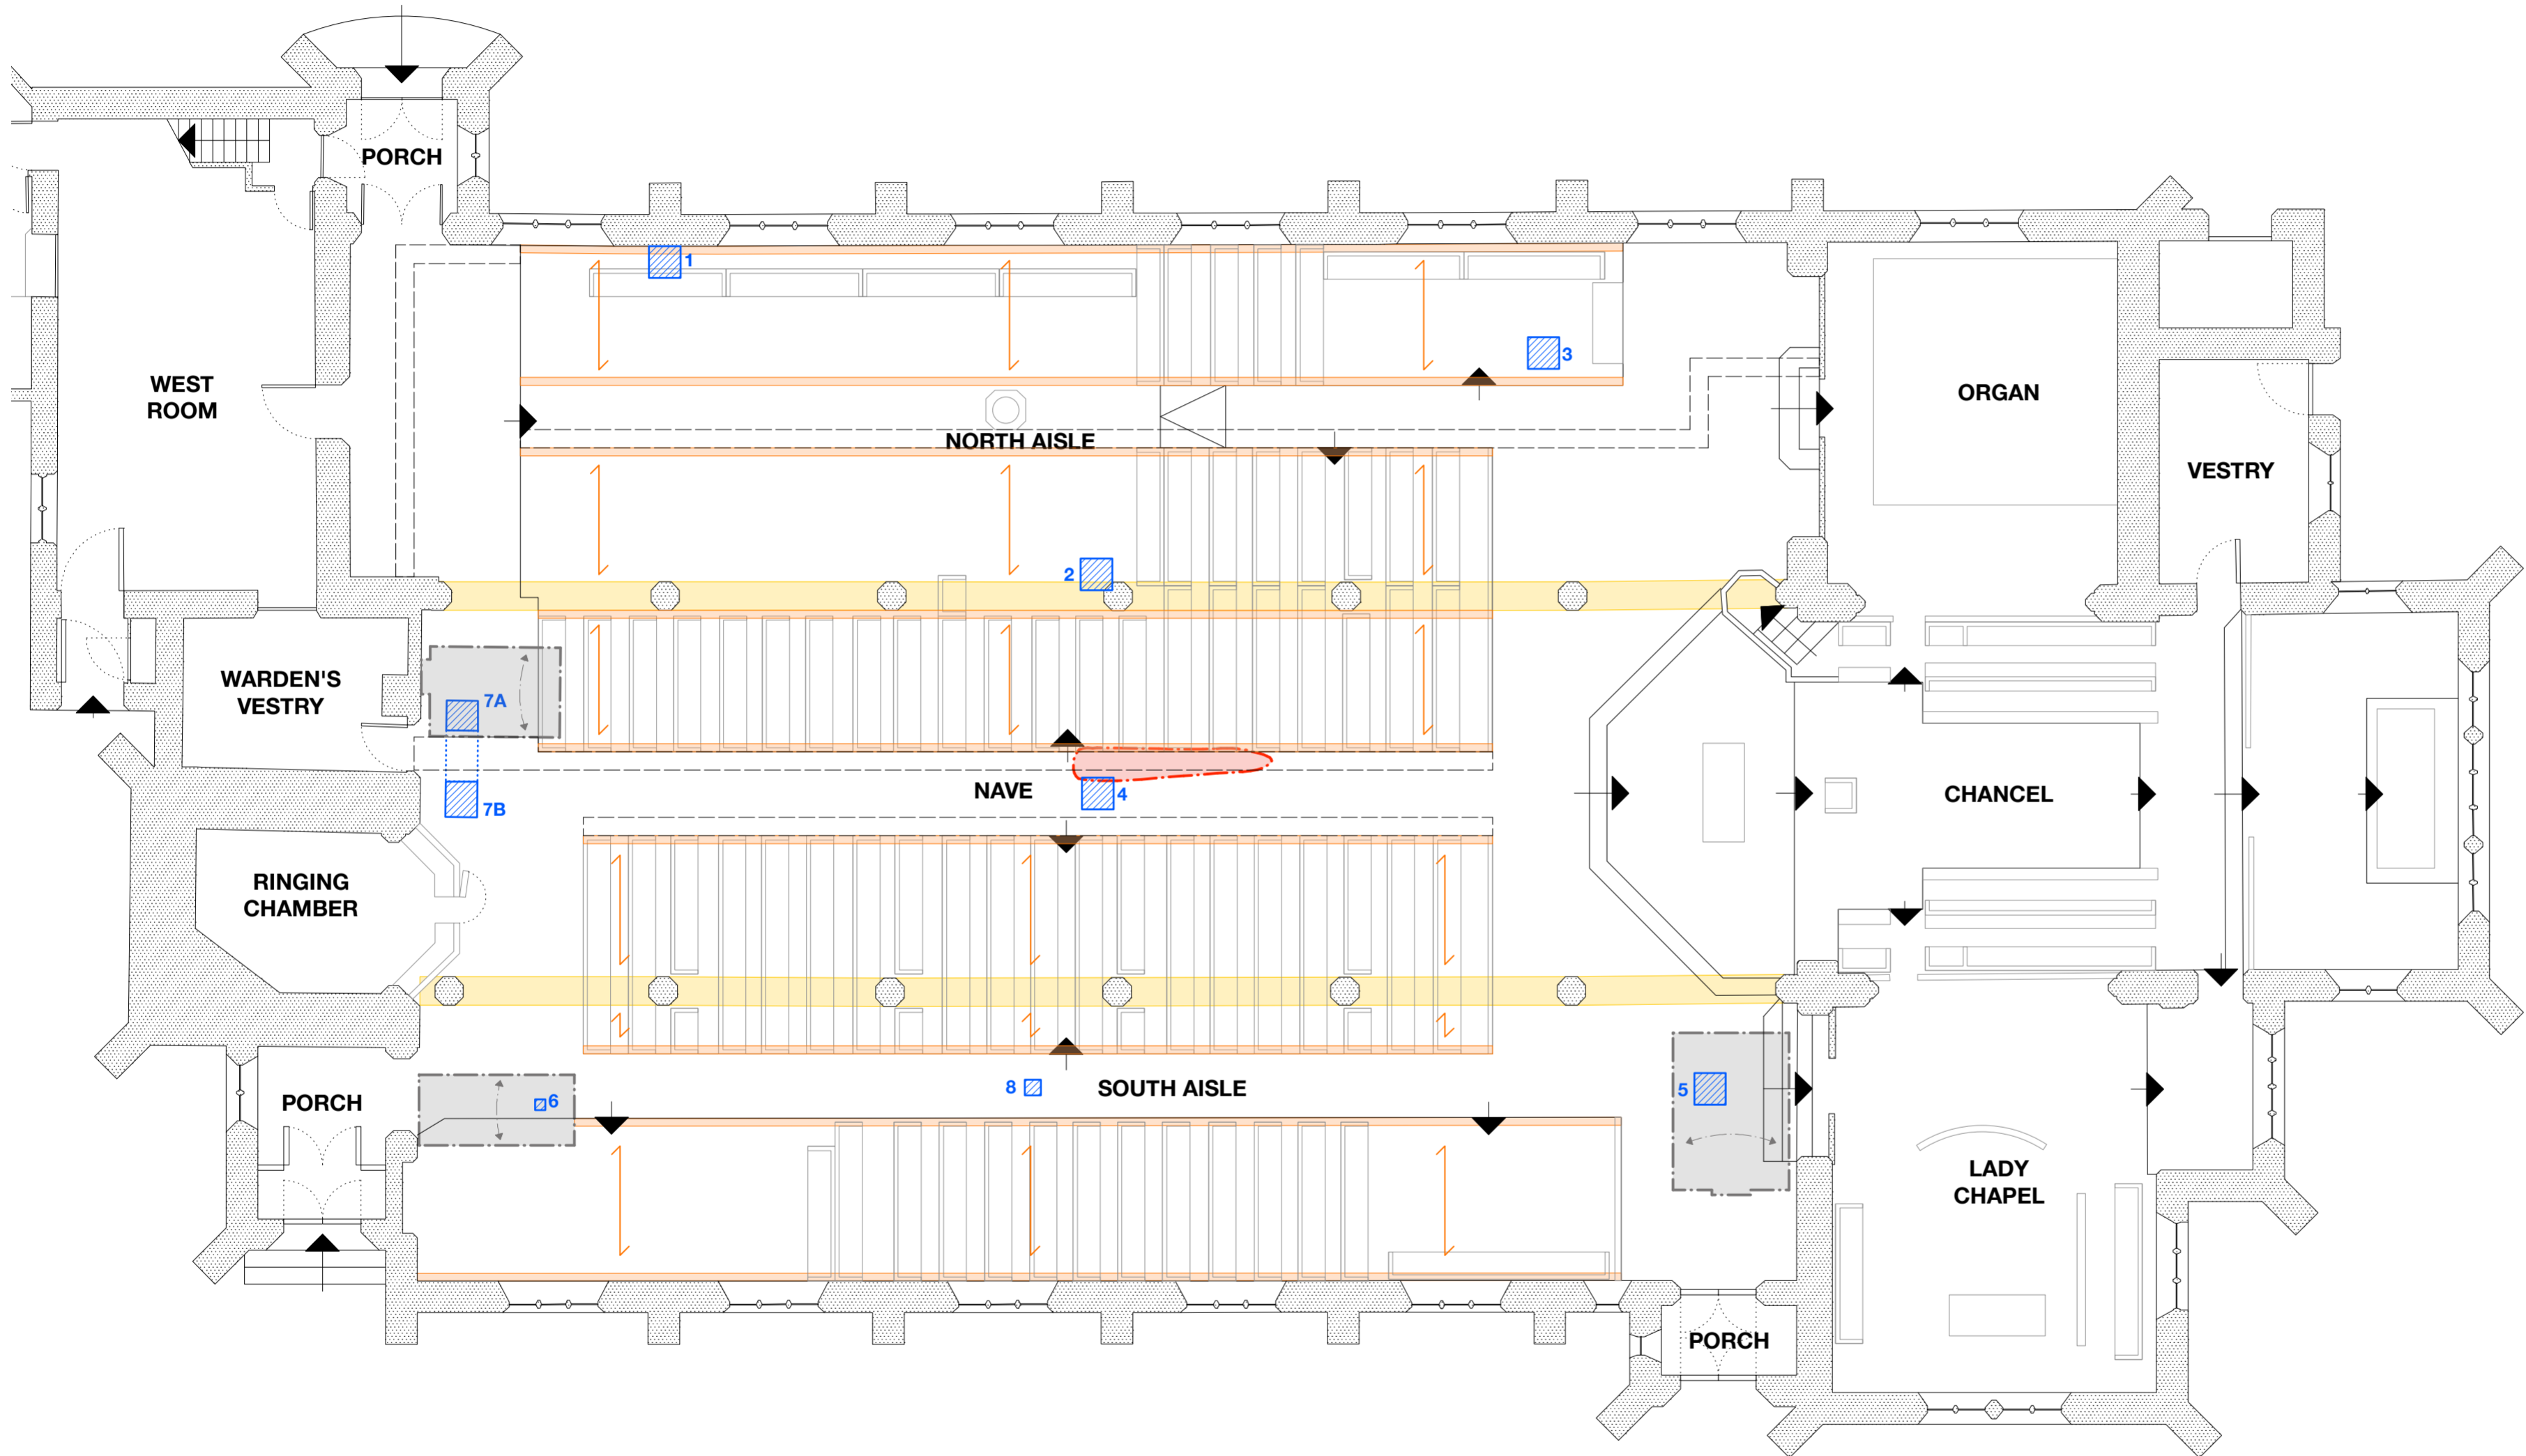 PORCH
1
3
WEST
ROOM
ORGAN
NORTH AISLE
VESTRY
2
WARDEN'S
VESTRY
7A
NAVE
4
CHANCEL
7B
RINGING
CHAMBER
8
SOUTH AISLE
5
PORCH
6
LADY
CHAPEL
PORCH